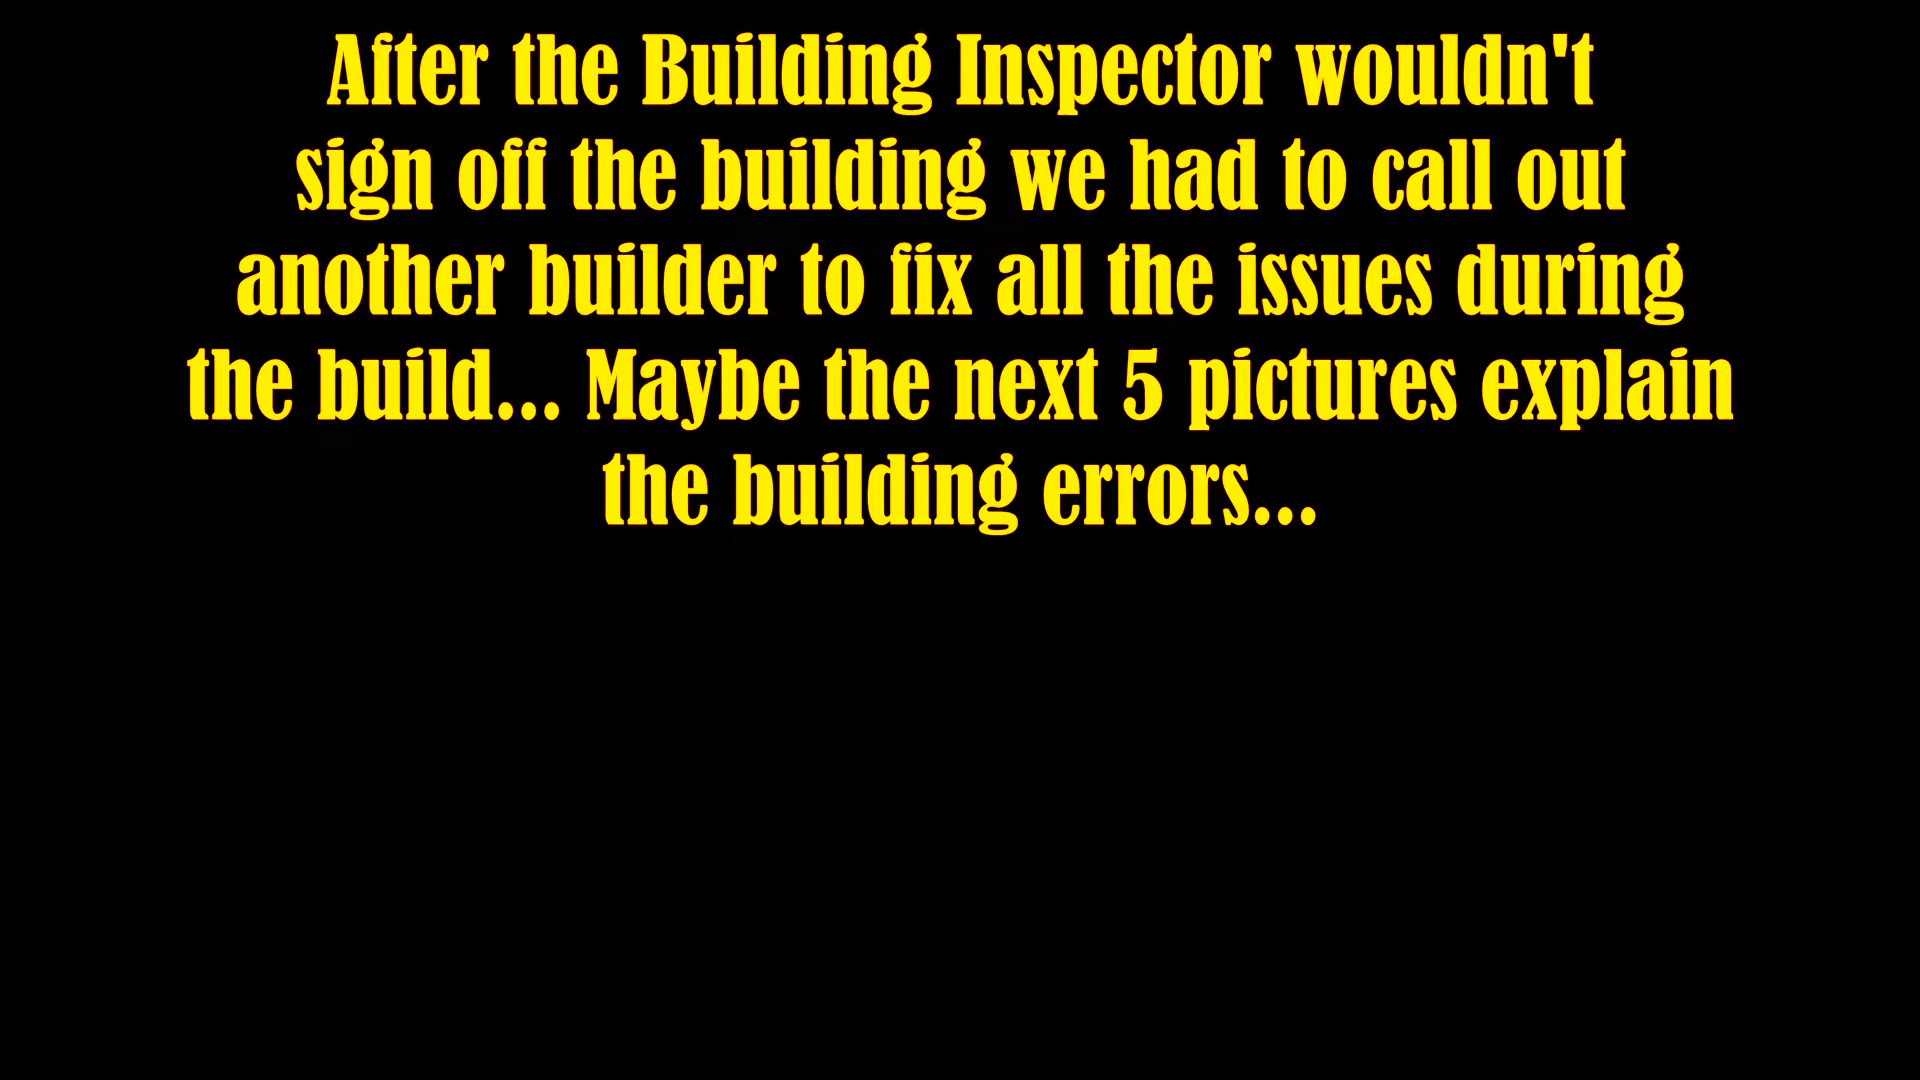 After the Building Inspector wouldn't
sign off the building we had to call out
another builder to fix all the issues during
the build... Maybe the next 5 pictures explain
the building errors...